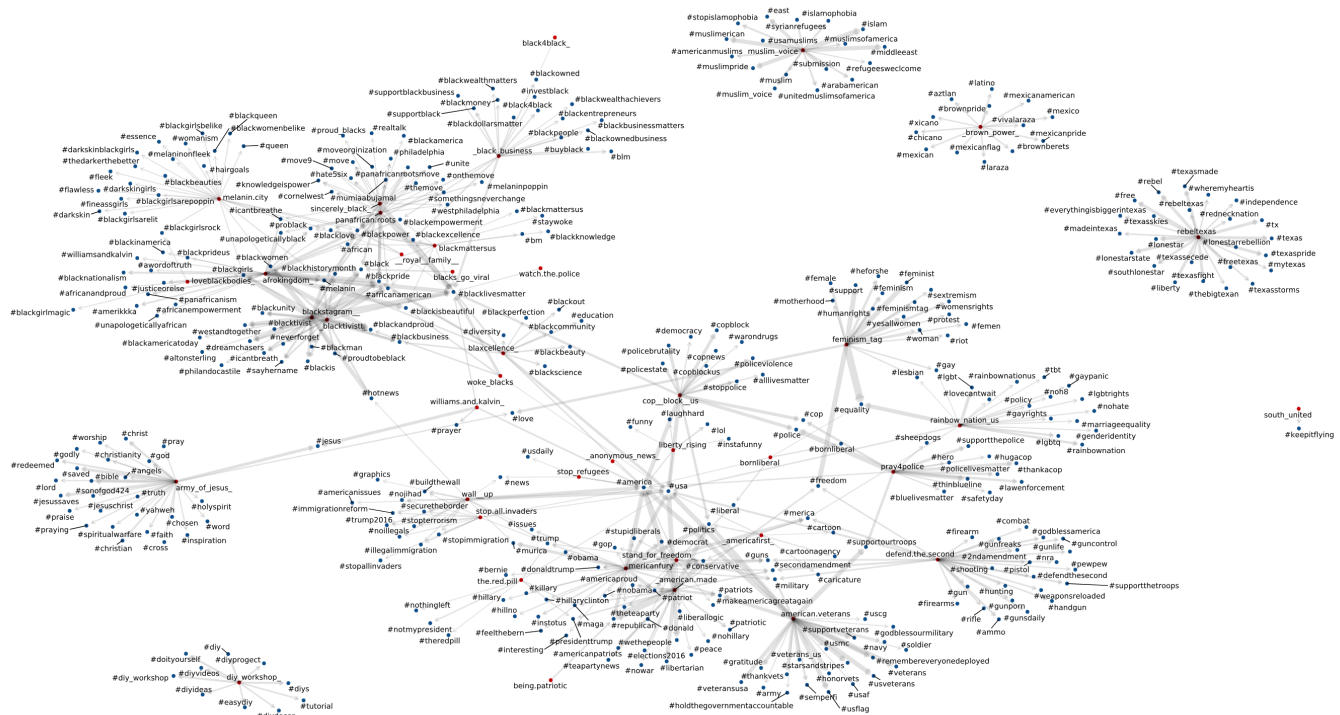 #east
#stopislamophobia
#islamophobia
#syrianrefugees
#islam
#muslimerican
#usamuslims
#muslimsofamerica
#americanmuslims
muslim_voice
#middleeast
#muslimpride
#submission
#refugeesweclome
#muslim
#arabamerican
#muslim_voice
#unitedmuslimsofamerica
black4black_
#latino
#aztlan
#mexicanamerican
#brownpride
#mexico
#xicano
#vivalaraza
#chicano
_brown_power_
#mexicanpride
#mexicanflag
#brownberets
#mexican
#laraza
#blackowned
#blackwealthmatters
#supportblackbusiness
#investblack
#blackmoney
#blackwealthachievers
#supportblack
#black4black
#blackentrepreneurs
#blackdollarsmatter
#blackbusinessmatters
#blackpeople
#blackownedbusiness
_black_business
#buyblack
#blm
#blackqueen
#blackgirlsbelike
#blackwomenbelike
#essence
#womanism
#queen
#darkskinblackgirls
#melaninonfleek
#thedarkerthebetter
#hairgoals
#fleek
#blackbeauties
#flawless
#darkskingirls
#fineassgirls
#blackgirlsarepoppin
melanin.city
#darkskin
#blackgirlsarelit
#proud_blacks
#realtalk
#blackamerica
#moveorginization
#philadelphia
#move9
#move
#unite
#hate5six
#panafricanrootsmove
#onthemove
#knowledgeispower
#themove
#melaninpoppin
#cornelwest
#mumiaabujamal
#somethingsneverchange
sincerely_black_
#westphiladelphia
#icantbreathe
panafrican.roots
#blackmattersus
#problack
#blackempowerment
#staywoke
#blackgirlsrock
#blacklove
#blackpower
#blackexcellence
#bm
#blackknowledge
#unapologeticallyblack
#blackinamerica
#blackprideus
#african
blackmattersus
#williamsandkalvin
#awordoftruth
#blackwomen
__royal_family__
#blackgirls
#blackhistorymonth
#black
watch.the.police
#blacknationalism
#justiceorelse
loveblackbodies_
afrokingdom_
#melanin
#blackpride
blacks_go_viral
#africanandproud
#panafricanism
#africanamerican
#blacklivesmatter
#blackgirlmagic
#amerikkka
#africanempowerment
#blackunity
#blackisbeautiful
#blackperfection
#blackout
#unapologeticallyafrican
blackstagram__
#education
#westandtogether
#blacktivist
blacktivistt
#blackandproud
#diversity
#blackcommunity
#blackamericatoday
#neverforget
#blackbusiness
#dreamchasers
#blackman
blaxcellence_
#blackbeauty
#altonsterling
#icantbreath
#proudtobeblack
#blackscience
#philandocastile
#sayhername
#blackis
woke_blacks
#hotnews
williams.and.kalvin_
#love
#prayer
#jesus
#texasmade
#rebel
#wheremyheartis
#free
#rebeltexas
#independence
#everythingisbiggerintexas
#rednecknation
#texasskies
#tx
#madeintexas
rebeltexas
#texas
#lonestar
#lonestarrebellion
#texaspride
#lonestarstate
#texassecede
#freetexas
#southlonestar
#mytexas
#texasfight
#liberty
#thebigtexan
#texasstorms
#heforshe
#female
#feminist
#support
#feminism
#motherhood
#sextremism
#humanrights
#feminismtag
#womensrights
#yesallwomen
#protest
#femen
feminism_tag
#woman
#riot
#copblock
#democracy
#warondrugs
#policebrutality
#copnews
#policeviolence
#policestate
#copblockus
#alllivesmatter
#stoppolice
cop__block__us
#gay
#lesbian
#lgbt
#rainbownationus
#tbt
#gaypanic
#lovecantwait
#noh8
#lgbtrights
#policy
#nohate
#equality
#gayrights
#marriageequality
rainbow_nation_us
#genderidentity
#lgbtq
#rainbownation
south_united
#keepitflying
#laughhard
#funny
#lol
#cop
#instafunny
#police
liberty_rising
#bornliberal
_anonymous_news_
bornliberal
#usdaily
stop_refugees
#america
#usa
#freedom
#sheepdogs
#supportthepolice
#hero
#hugacop
pray4police
#policelivesmatter
#thankacop
#thinblueline
#lawenforcement
#bluelivesmatter
#safetyday
#christ
#worship
#pray
#godly
#christianity
#god
#redeemed
#angels
#saved
#bible
army_of_jesus_
#lord
#sonofgod424
#truth
#holyspirit
#jesussaves
#jesuschrist
#yahweh
#praise
#chosen
#word
#praying
#spiritualwarfare
#faith
#inspiration
#christian
#cross
#graphics
#buildthewall
#news
#americanissues
#nojihad
wall__up
#immigrationreform
#securetheborder
#trump2016
#stopterrorism
stop.all.invaders
#noillegals
#issues
#illegalimmigration
#stopimmigration
#trump
#stopallinvaders
#murica
#stupidliberals
#politics
#liberal
#merica
#cartoon
#gop
#democrat
_americafirst_
#supportourtroops
#obama
stand_for_freedom
#guns
#cartoonagency
#bernie
#donaldtrump
mericanfury
#conservative
#secondamendment
the.red.pill
#americaproud
_american.made
#caricature
#killary
#nobama
#patriot
#patriots
#military
#hillary
#hillaryclinton
#makeamericagreatagain
#nothingleft
#hillno
#instotus
#maga
#theteaparty
#liberallogic
#notmypresident
#feelthebern
#republican
#donald
#patriotic
#theredpill
#presidenttrump
#nohillary
#interesting
#wethepeople
#peace
#americanpatriots
#elections2016
#teapartynews
#nowar
#libertarian
being.patriotic
#combat
#firearm
#godblessamerica
#gunfreaks
#gunlife
#guncontrol
defend.the.second
#2ndamendment
#nra
#pewpew
#shooting
#pistol
#defendthesecond
#gun
#hunting
#supportthetroops
#weaponsreloaded
#firearms
#gunporn
#handgun
#rifle
#gunsdaily
#ammo
american.veterans
#uscg
#supportveterans
#godblessourmilitary
#usmc
#navy
#soldier
#gratitude
#veterans_us
#rememberereveryonedeployed
#thankvets
#starsandstripes
#veterans
#veteransusa
#honorvets
#usveterans
#army
#semperfi
#usaf
#holdthegovernmentaccountable
#usflag
#diy
#doityourself
#diyprogect
#diy_workshop
#diyvideos
diy_workshop_
#diys
#diyideas
#easydiy
#tutorial